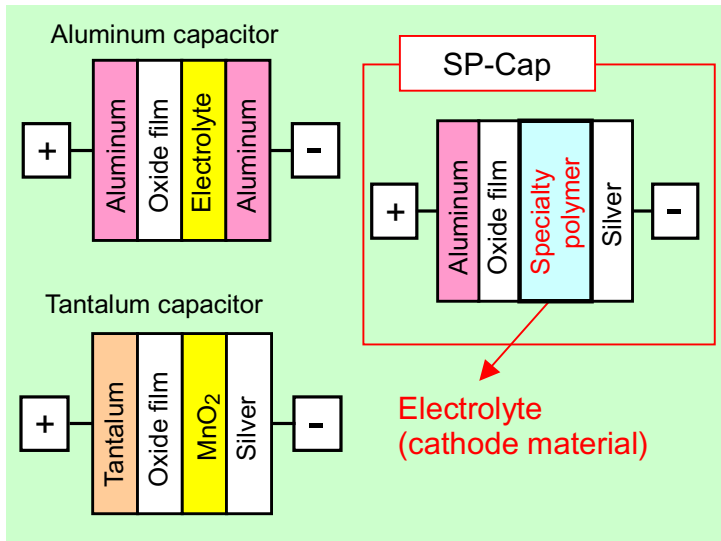 Aluminum capacitor
+
Aluminum
Oxide film
Electrolyte
Aluminum
-
SP-Cap
+
Aluminum
Oxide film
Specialty
polymer
Silver
-
Tantalum capacitor
+
Tantalum
Oxide film
MnO₂
Silver
-
Electrolyte
(cathode material)